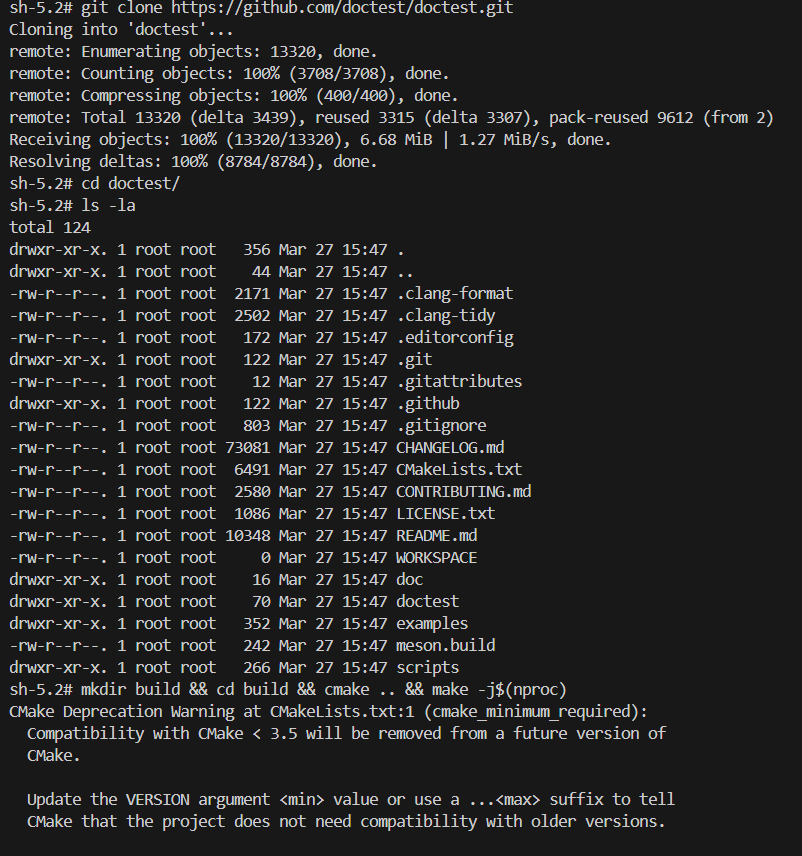 sh-5.2# git clone https://github.com/doctest/doctest.git
Cloning into 'doctest'...
remote: Enumerating objects: 13320, done.
remote: Counting objects: 100% (3708/3708), done.
remote: Compressing objects: 100% (400/400), done.
remote: Total 13320 (delta 3439), reused 3315 (delta 3307), pack-reused 9612 (from 2)
Receiving objects: 100% (13320/13320), 6.68 MiB | 1.27 MiB/s, done.
Resolving deltas: 100% (8784/8784), done.
sh-5.2# cd doctest/
sh-5.2# ls -la
total 124
drwxr-xr-x. 1 root root   356 Mar 27 15:47 .
drwxr-xr-x. 1 root root    44 Mar 27 15:47 ..
-rw-r--r--. 1 root root  2171 Mar 27 15:47 .clang-format
-rw-r--r--. 1 root root  2502 Mar 27 15:47 .clang-tidy
-rw-r--r--. 1 root root   172 Mar 27 15:47 .editorconfig
drwxr-xr-x. 1 root root   122 Mar 27 15:47 .git
-rw-r--r--. 1 root root    12 Mar 27 15:47 .gitattributes
drwxr-xr-x. 1 root root   122 Mar 27 15:47 .github
-rw-r--r--. 1 root root   803 Mar 27 15:47 .gitignore
-rw-r--r--. 1 root root 73081 Mar 27 15:47 CHANGELOG.md
-rw-r--r--. 1 root root  6491 Mar 27 15:47 CMakeLists.txt
-rw-r--r--. 1 root root  2580 Mar 27 15:47 CONTRIBUTING.md
-rw-r--r--. 1 root root  1086 Mar 27 15:47 LICENSE.txt
-rw-r--r--. 1 root root 10348 Mar 27 15:47 README.md
-rw-r--r--. 1 root root     0 Mar 27 15:47 WORKSPACE
drwxr-xr-x. 1 root root    16 Mar 27 15:47 doc
drwxr-xr-x. 1 root root    70 Mar 27 15:47 doctest
drwxr-xr-x. 1 root root   352 Mar 27 15:47 examples
-rw-r--r--. 1 root root   242 Mar 27 15:47 meson.build
drwxr-xr-x. 1 root root   266 Mar 27 15:47 scripts
sh-5.2# mkdir build && cd build && cmake .. && make -j$(nproc)
CMake Deprecation Warning at CMakeLists.txt:1 (cmake_minimum_required):
  Compatibility with CMake < 3.5 will be removed from a future version of
  CMake.

  Update the VERSION argument <min> value or use a ...<max> suffix to tell
  CMake that the project does not need compatibility with older versions.